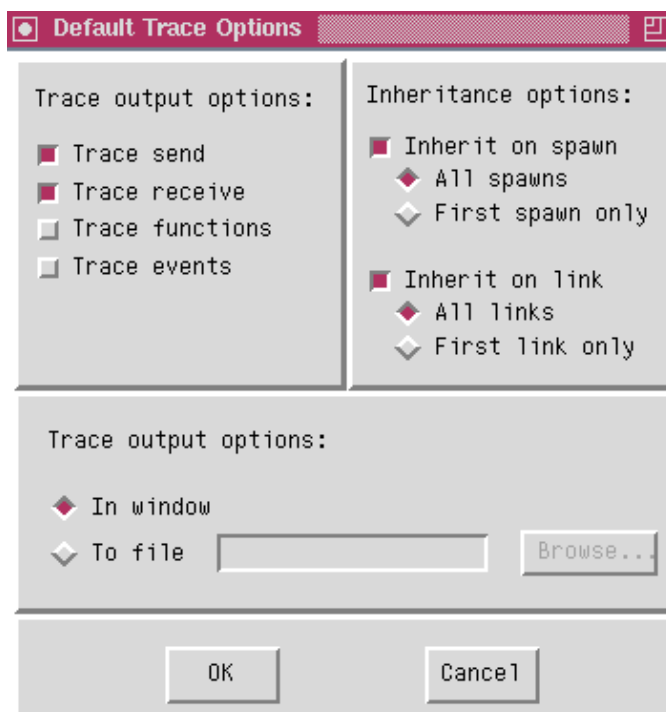 Default Trace Options
Trace output options:
Trace send
Trace receive
Trace functions
Trace events
Inheritance options:
Inherit on spawn
All spawns
First spawn only
Inherit on link
All links
First link only
Trace output options:
In window
To file
Browse...
OK
Cancel